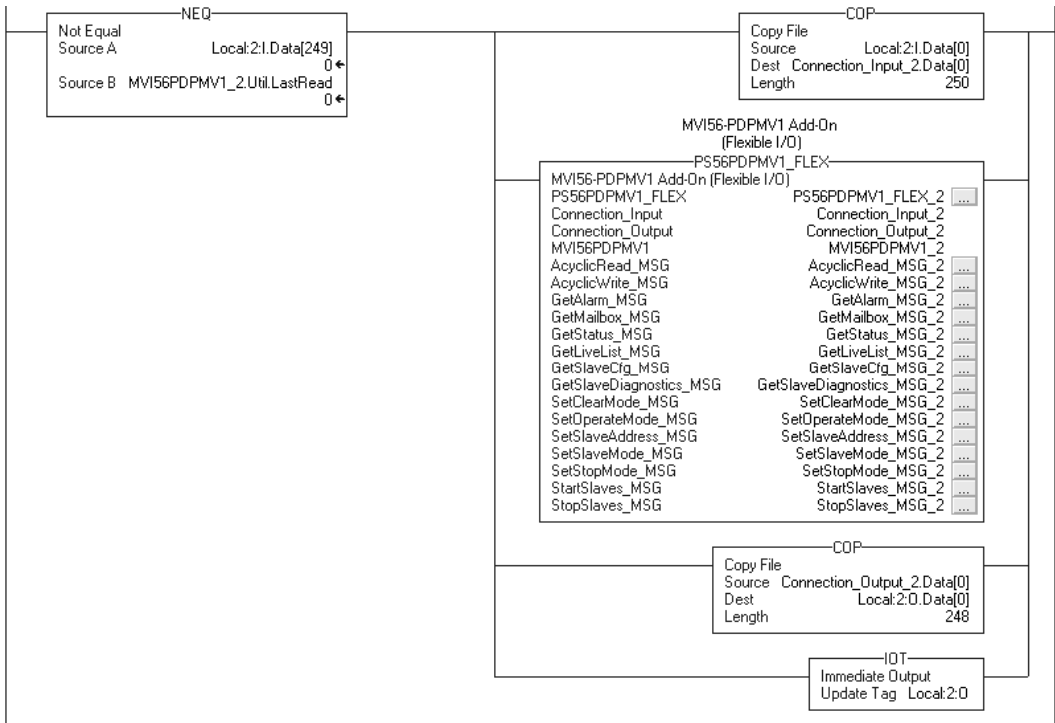 NEQ
Not Equal
Source A Local:2:I.Data[249]
0
Source B MVI56PDPMV1_2.Util.LastRead
0
COP
Copy File
Source Local:2:I.Data[0]
Dest Connection_Input_2.Data[0]
Length 250
MVI56-PDPMV1 Add-On
(Flexible I/O)
PS56PDPMV1_FLEX
MVI56-PDPMV1 Add-On (Flexible I/O)
PS56PDPMV1_FLEX PS56PDPMV1_FLEX_2 ...
Connection_Input Connection_Input_2
Connection_Output Connection_Output_2
MVI56PDPMV1 MVI56PDPMV1_2
AcyclicRead_MSG AcyclicRead_MSG_2 ...
AcyclicWrite_MSG AcyclicWrite_MSG_2 ...
GetAlarm_MSG GetAlarm_MSG_2 ...
GetMailbox_MSG GetMailbox_MSG_2 ...
GetStatus_MSG GetStatus_MSG_2 ...
GetLiveList_MSG GetLiveList_MSG_2 ...
GetSlaveCfg_MSG GetSlaveCfg_MSG_2 ...
GetSlaveDiagnostics_MSG GetSlaveDiagnostics_MSG_2 ...
SetClearMode_MSG SetClearMode_MSG_2 ...
SetOperateMode_MSG SetOperateMode_MSG_2 ...
SetSlaveAddress_MSG SetSlaveAddress_MSG_2 ...
SetSlaveMode_MSG SetSlaveMode_MSG_2 ...
SetStopMode_MSG SetStopMode_MSG_2 ...
StartSlaves_MSG StartSlaves_MSG_2 ...
StopSlaves_MSG StopSlaves_MSG_2 ...
COP
Copy File
Source Connection_Output_2.Data[0]
Dest Local:2:O.Data[0]
Length 248
IOT
Immediate Output
Update Tag Local:2:O